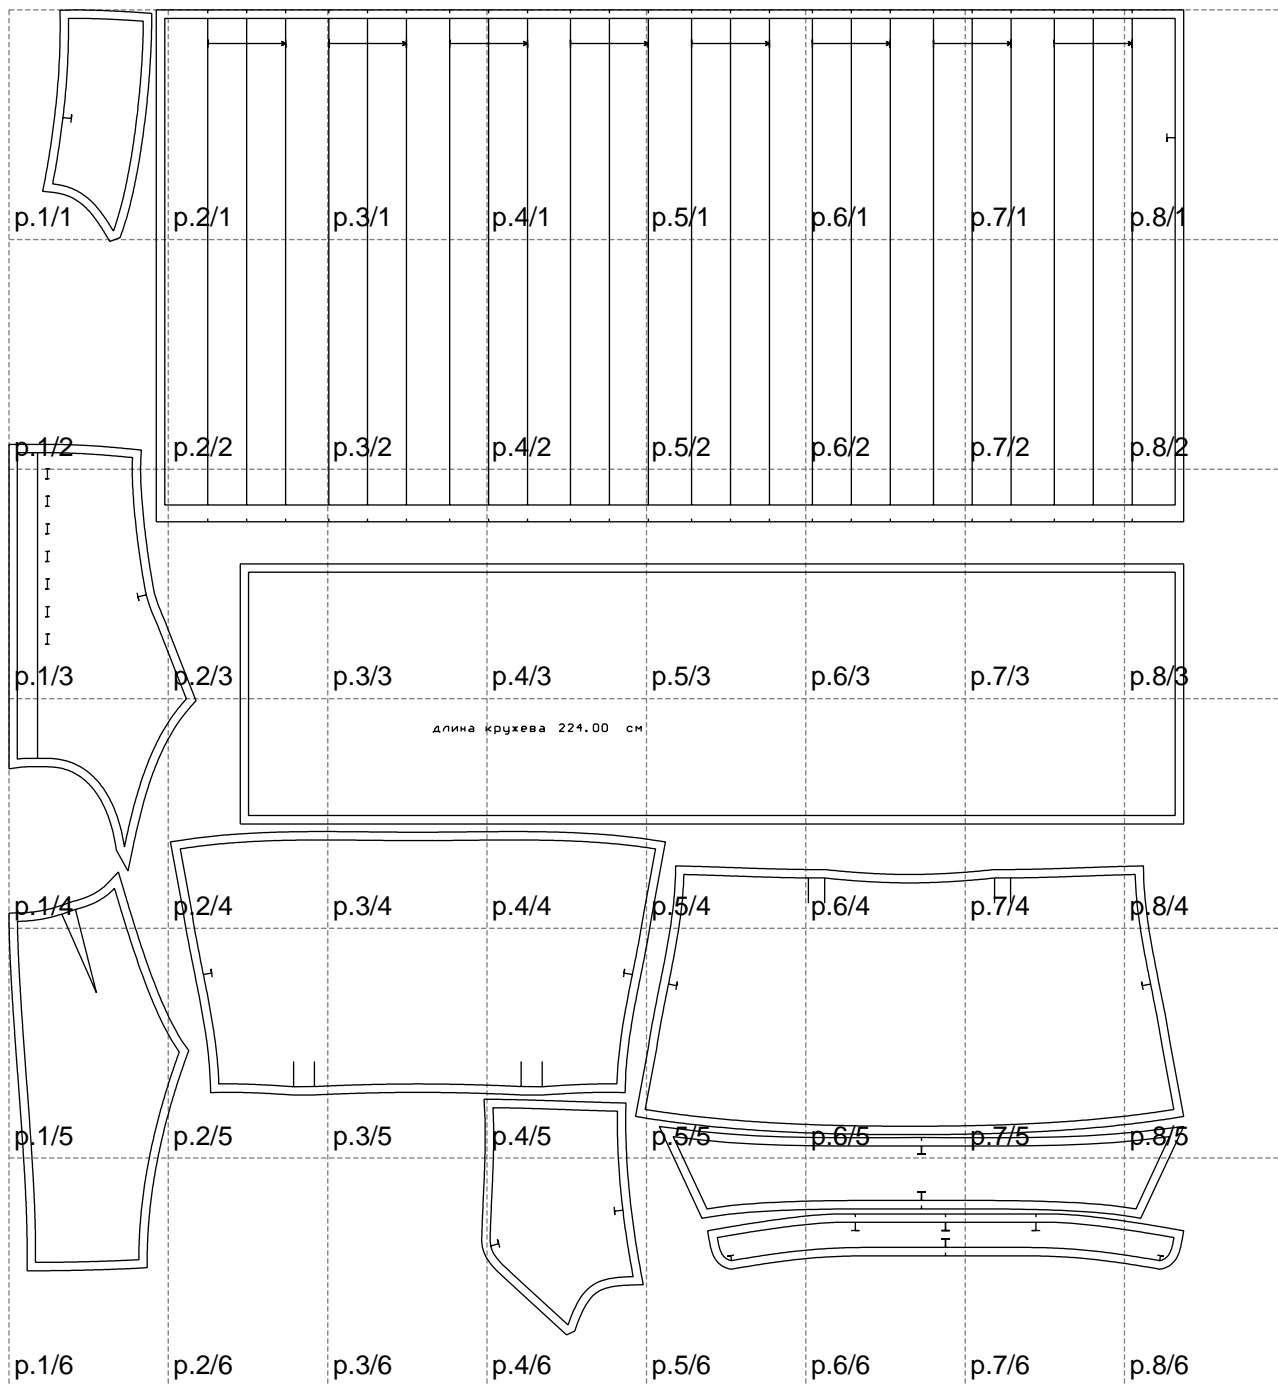 p.1/1 p.2/1 p.3/1 p.4/1 p.5/1 p.6/1 p.7/1 p.8/1
p.1/2 p.2/2 p.3/2 p.4/2 p.5/2 p.6/2 p.7/2 p.8/2
p.1/3 p.2/3 p.3/3 p.4/3 p.5/3 p.6/3 p.7/3 p.8/3
длина кружева 224.00 см
p.1/4 p.2/4 p.3/4 p.4/4 p.5/4 p.6/4 p.7/4 p.8/4
p.1/5 p.2/5 p.3/5 p.4/5 p.5/5 p.6/5 p.7/5 p.8/5
p.1/6 p.2/6 p.3/6 p.4/6 p.5/6 p.6/6 p.7/6 p.8/6